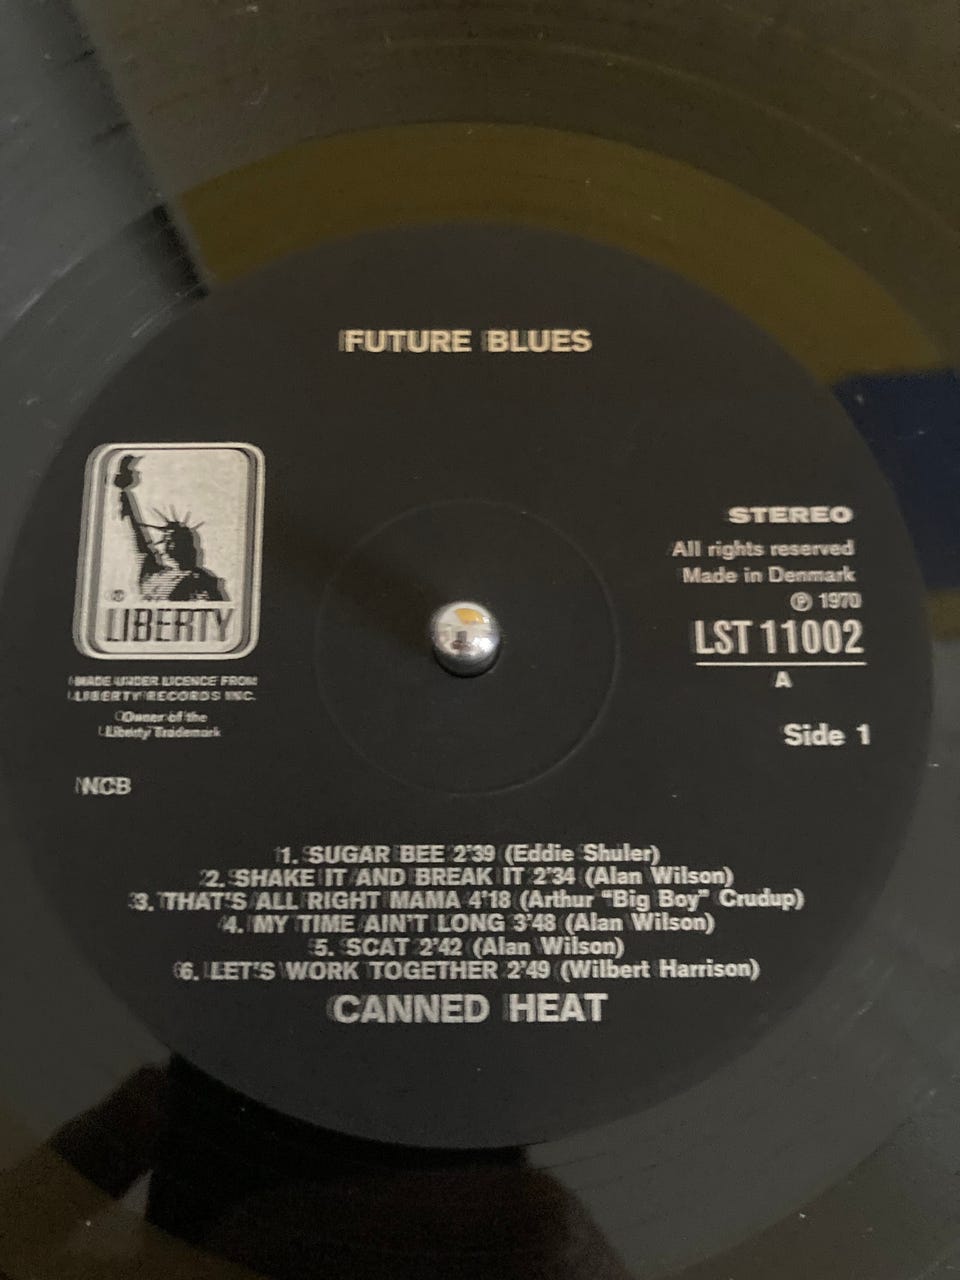 FUTURE BLUES
® LIBERTY
MADE UNDER LICENCE FROM
LIBERTY RECORDS INC.
Owner of the
Liberty Trademark
NCB
STEREO
All rights reserved
Made in Denmark
℗ 1970
LST 11002
A
Side 1
1. SUGAR BEE 2'39 (Eddie Shuler)
2. SHAKE IT AND BREAK IT 2'34 (Alan Wilson)
3. THAT'S ALL RIGHT MAMA 4'18 (Arthur "Big Boy" Crudup)
4. MY TIME AIN'T LONG 3'48 (Alan Wilson)
5. SCAT 2'42 (Alan Wilson)
6. LET'S WORK TOGETHER 2'49 (Wilbert Harrison)
CANNED HEAT